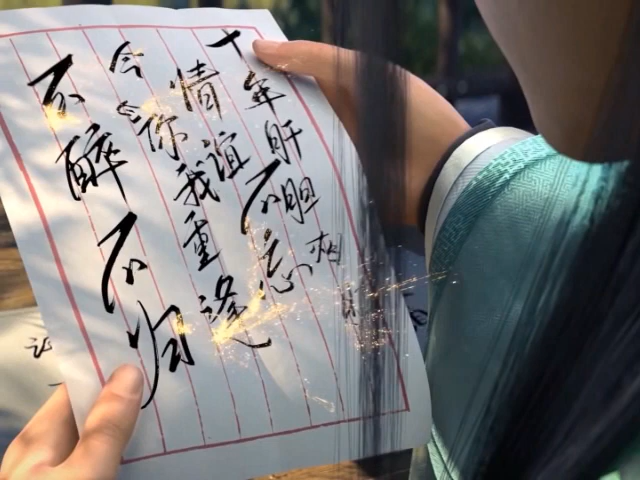 十年肝胆
情谊不忘
今你我重逢
不醉不归